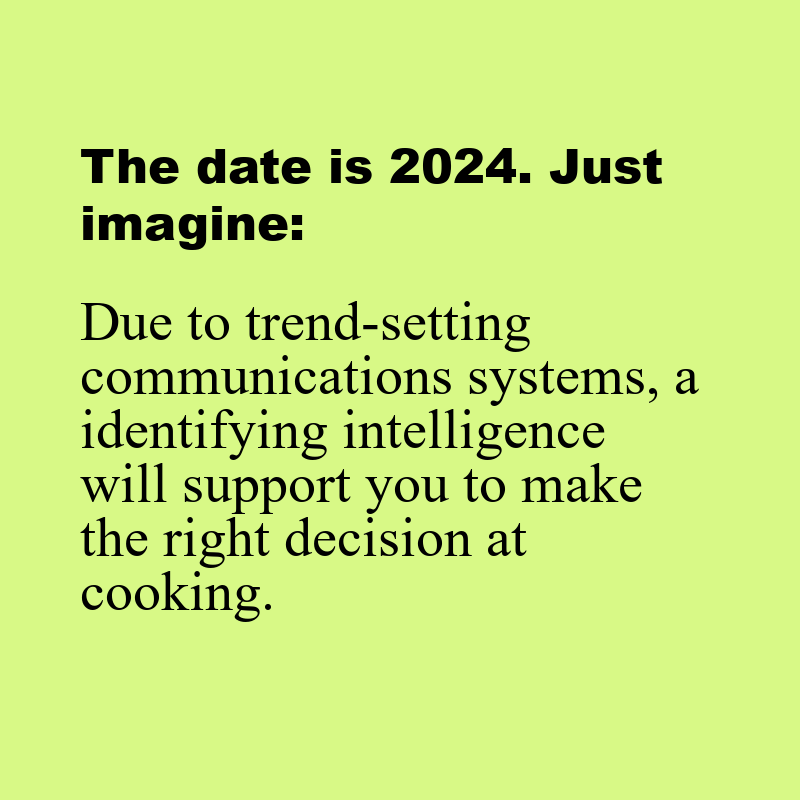 The date is 2024. Just
imagine:
Due to trend-setting
communications systems, a
identifying intelligence
will support you to make
the right decision at
cooking.